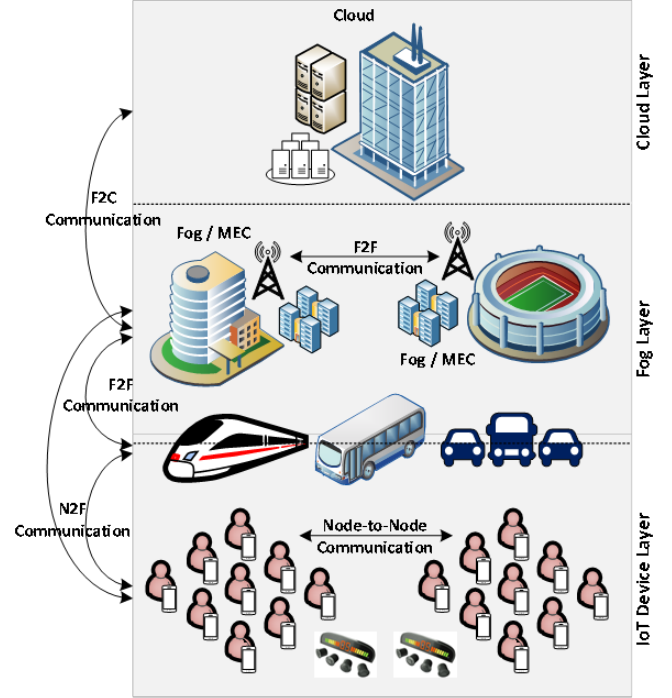 Cloud
Cloud Layer
F2C
Communication
Fog / MEC
F2F
Communication
Fog / MEC
Fog Layer
F2F
Communication
N2F
Communication
Node-to-Node
Communication
IoT Device Layer